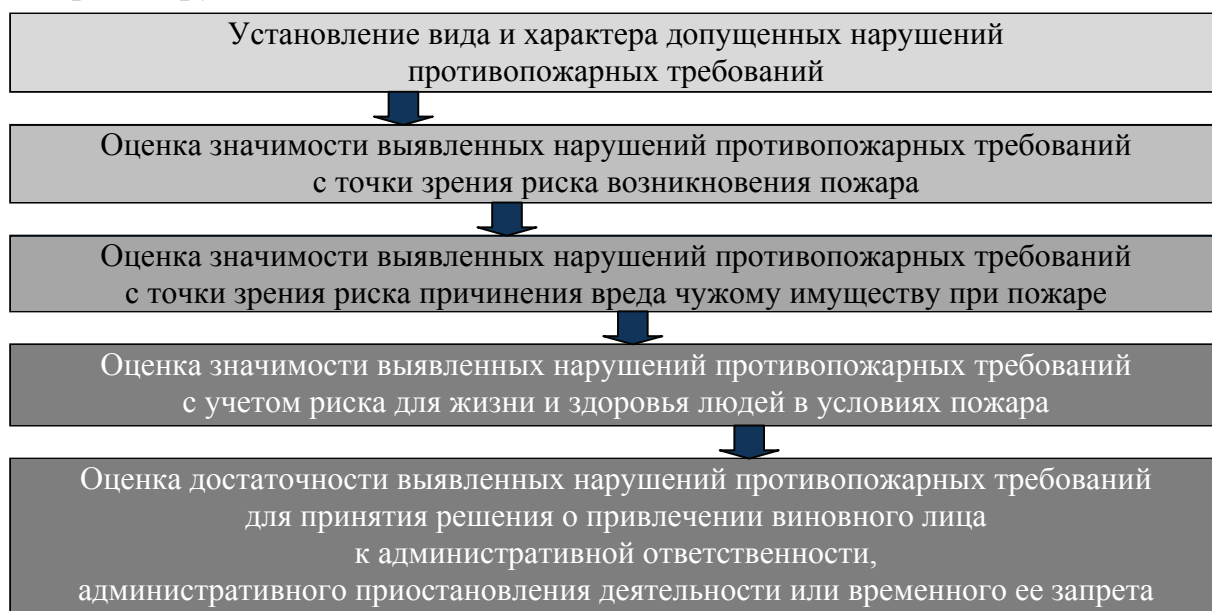 Установление вида и характера допущенных нарушений
противопожарных требований
Оценка значимости выявленных нарушений противопожарных требований
с точки зрения риска возникновения пожара
Оценка значимости выявленных нарушений противопожарных требований
с точки зрения риска причинения вреда чужому имуществу при пожаре
Оценка значимости выявленных нарушений противопожарных требований
с учетом риска для жизни и здоровья людей в условиях пожара
Оценка достаточности выявленных нарушений противопожарных требований
для принятия решения о привлечении виновного лица
к административной ответственности,
административного приостановления деятельности или временного ее запрета